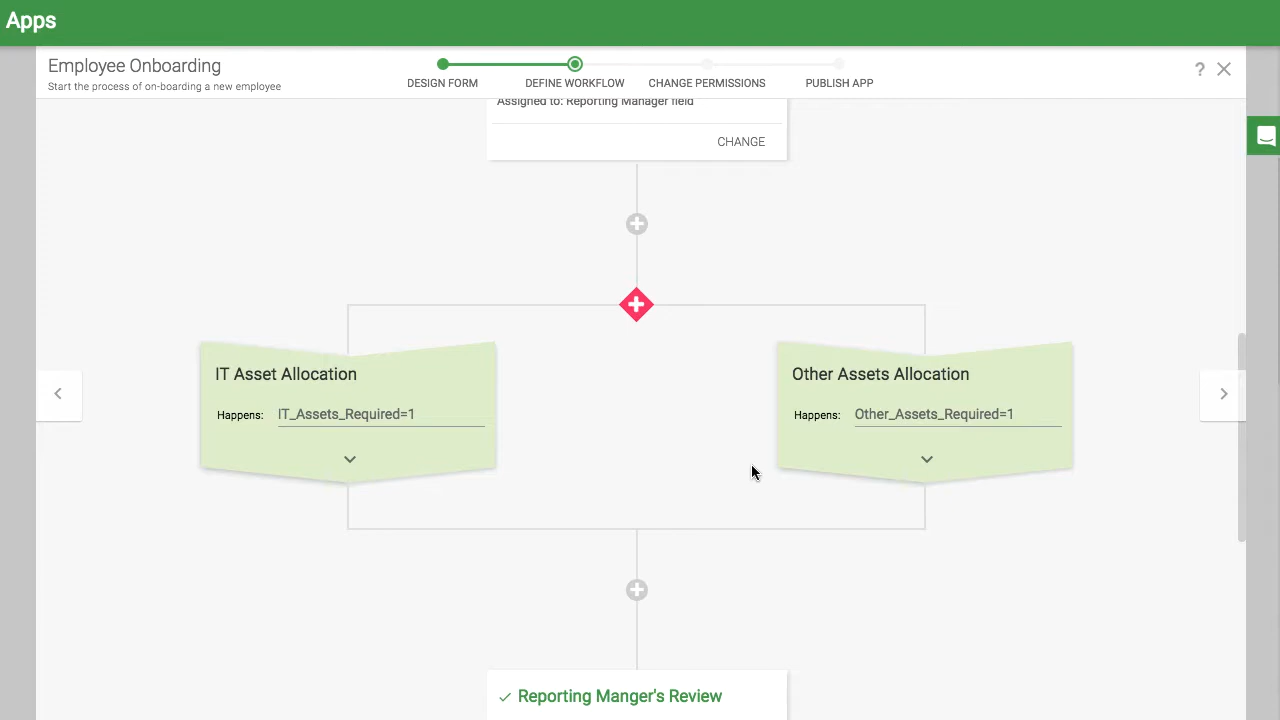 Apps
Employee Onboarding
Start the process of on-boarding a new employee
DESIGN FORM
DEFINE WORKFLOW
CHANGE PERMISSIONS
PUBLISH APP
?
Assigned to: Reporting Manager field
CHANGE
IT Asset Allocation
Happens: IT_Assets_Required=1
Other Assets Allocation
Happens: Other_Assets_Required=1
Reporting Manger's Review